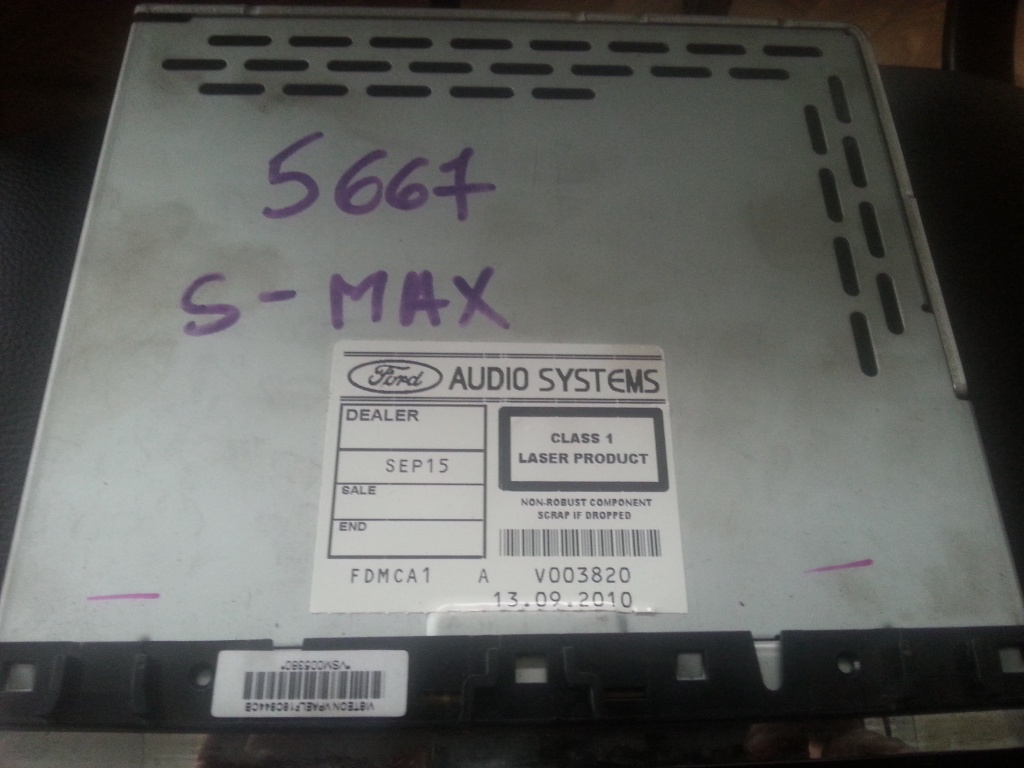 5667
S-MAX
Ford AUDIO SYSTEMS
DEALER
SEP15
SALE
END
CLASS 1
LASER PRODUCT
NON-ROBUST COMPONENT
SCRAP IF DROPPED
FDMCA1 A V003820
13.09.2010
VISTEON